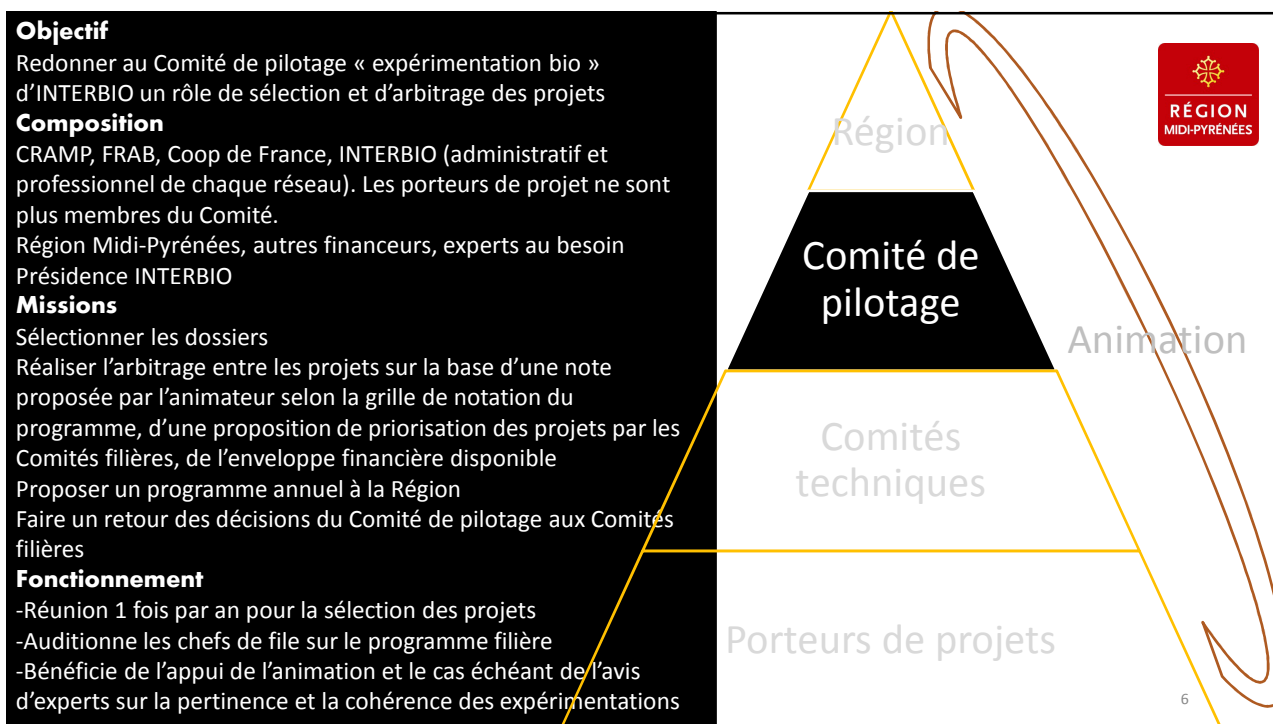 Objectif
Redonner au Comité de pilotage « expérimentation bio »
d’INTERBIO un rôle de sélection et d’arbitrage des projets
Composition
CRAMP, FRAB, Coop de France, INTERBIO (administratif et
professionnel de chaque réseau). Les porteurs de projet ne sont
plus membres du Comité.
Région Midi-Pyrénées, autres financeurs, experts au besoin
Présidence INTERBIO
Missions
Sélectionner les dossiers
Réaliser l’arbitrage entre les projets sur la base d’une note
proposée par l’animateur selon la grille de notation du
programme, d’une proposition de priorisation des projets par les
Comités filières, de l’enveloppe financière disponible
Proposer un programme annuel à la Région
Faire un retour des décisions du Comité de pilotage aux Comités
filières
Fonctionnement
-Réunion 1 fois par an pour la sélection des projets
-Auditionne les chefs de file sur le programme filière
-Bénéficie de l’appui de l’animation et le cas échéant de l’avis
d’experts sur la pertinence et la cohérence des expérimentations
Région
Comité de
pilotage
Comités
techniques
Porteurs de projets
Animation
RÉGION
MIDI-PYRÉNÉES
6